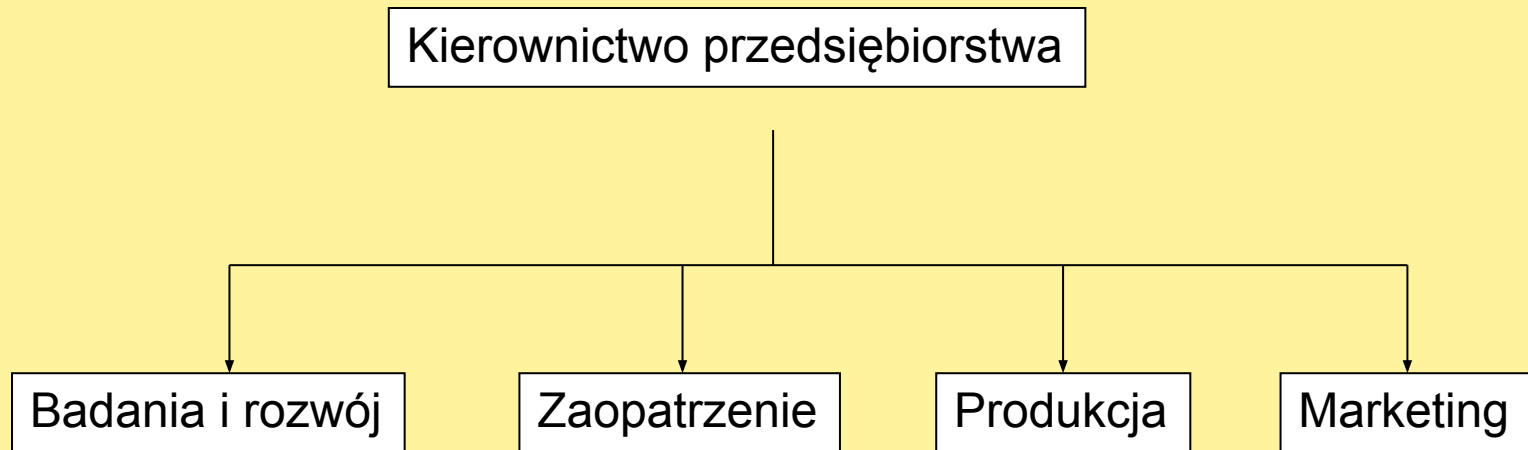 Kierownictwo przedsiębiorstwa
Badania i rozwój
Zaopatrzenie
Produkcja
Marketing